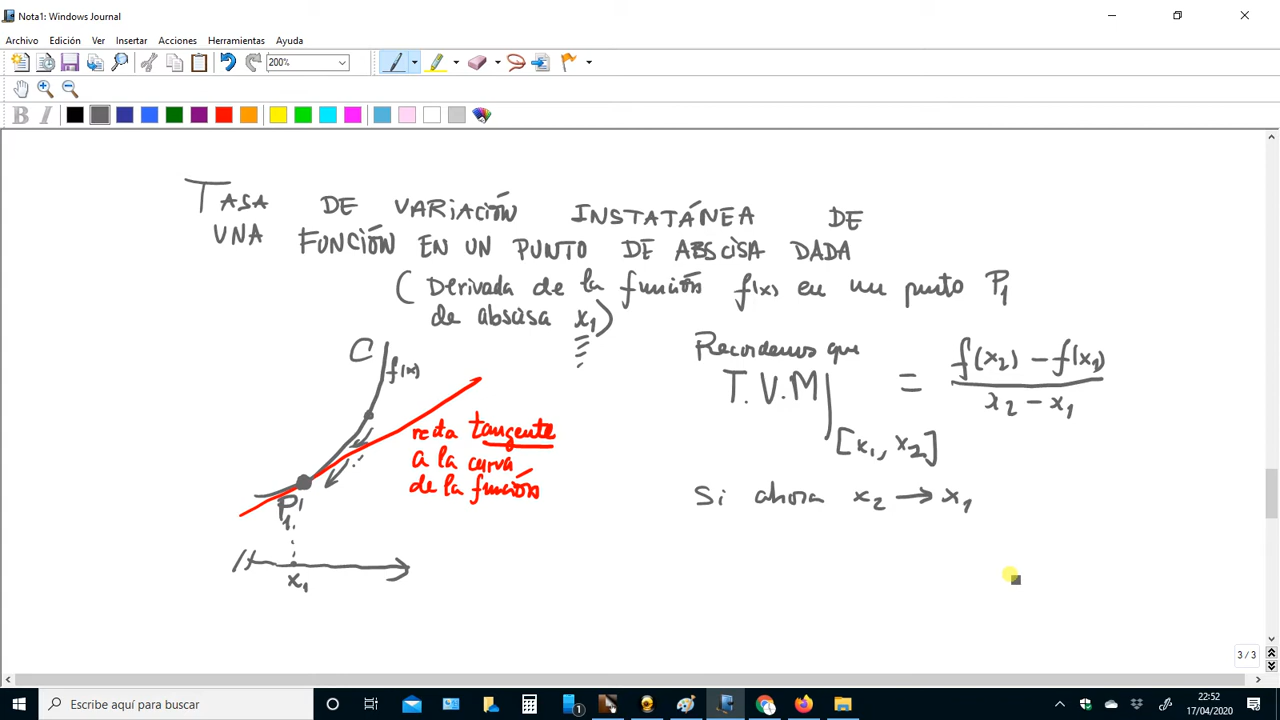 Nota1: Windows Journal
Archivo Edición Ver Insertar Acciones Herramientas Ayuda
200%
B I
TASA DE VARIACIÓN INSTATÁNEA DE
UNA FUNCIÓN EN UN PUNTO DE ABSCISA DADA
(Derivada de la función f(x) en un punto P₁
de abscisa x₁)
C
f(x)
recta tangente
a la curva
de la función
P₁
x₁
Recordemos que
T.V.M [x₁, x₂] = f(x₂) - f(x₁) / x₂ - x₁
Si ahora x₂ → x₁
3 / 3
Escribe aquí para buscar
1
22:52
17/04/2020